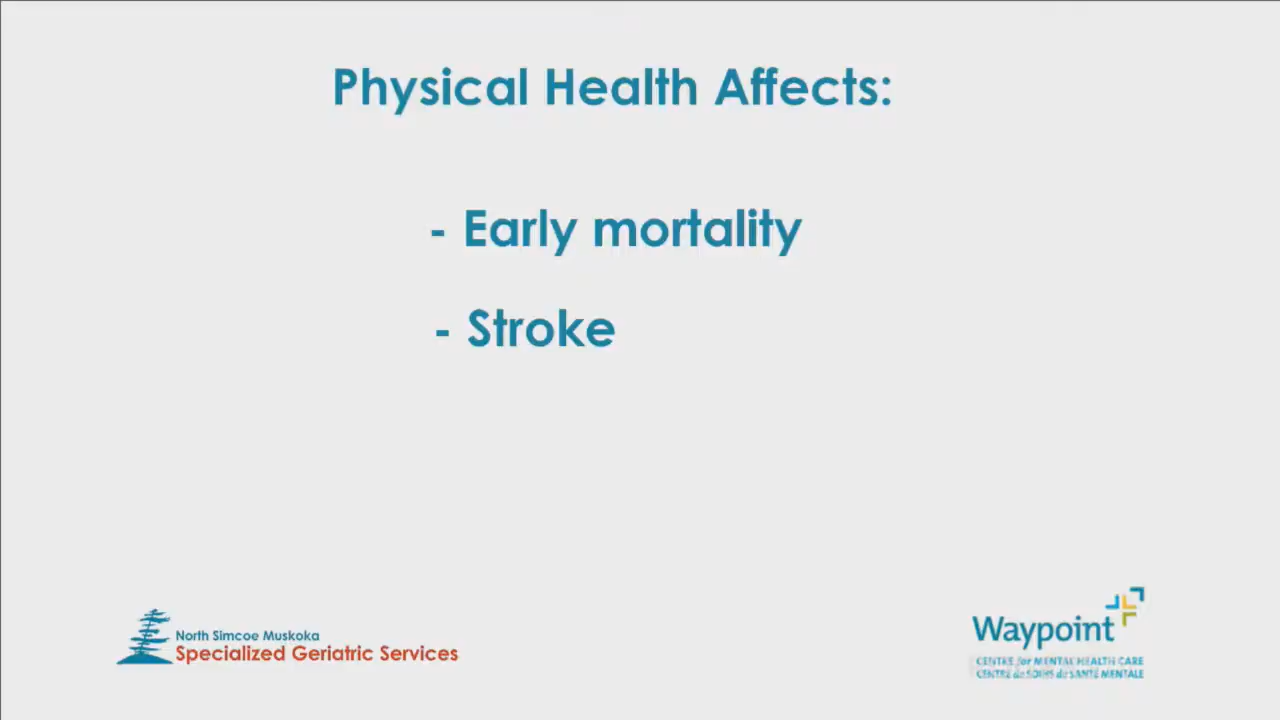 Physical Health Affects:
- Early mortality
- Stroke
North Simcoe Muskoka
Specialized Geriatric Services
Waypoint
CENTRE for MENTAL HEALTH CARE
CENTRE de SOINS de SANTÉ MENTALE